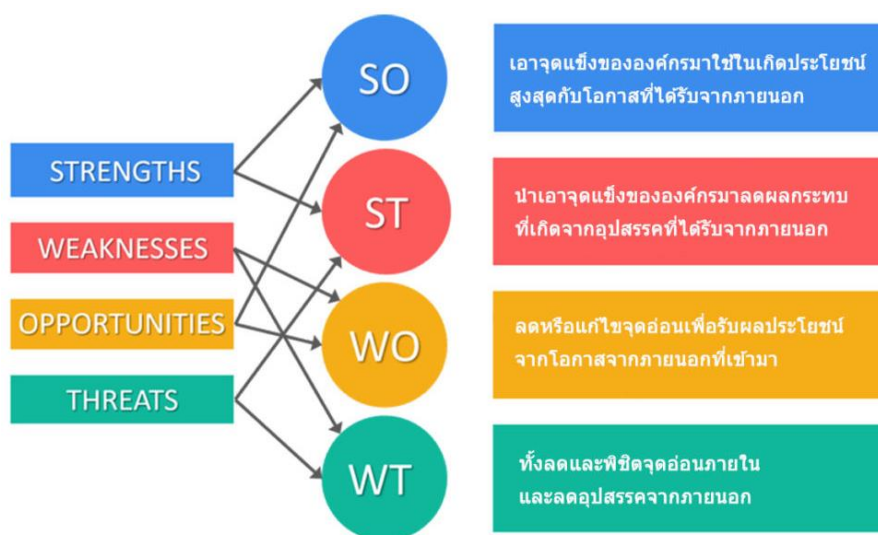 STRENGTHS
WEAKNESSES
OPPORTUNITIES
THREATS
SO
ST
WO
WT
เอาจุดแข็งขององค์กรมาใช้ในเกิดประโยชน์
สูงสุดกับโอกาสที่ได้รับจากภายนอก
นำเอาจุดแข็งขององค์กรมาลดผลกระทบ
ที่เกิดจากอุปสรรคที่ได้รับจากภายนอก
ลดหรือแก้ไขจุดอ่อนเพื่อรับผลประโยชน์
จากโอกาสจากภายนอกที่เข้ามา
ทั้งลดและพิชิตจุดอ่อนภายใน
และลดอุปสรรคจากภายนอก